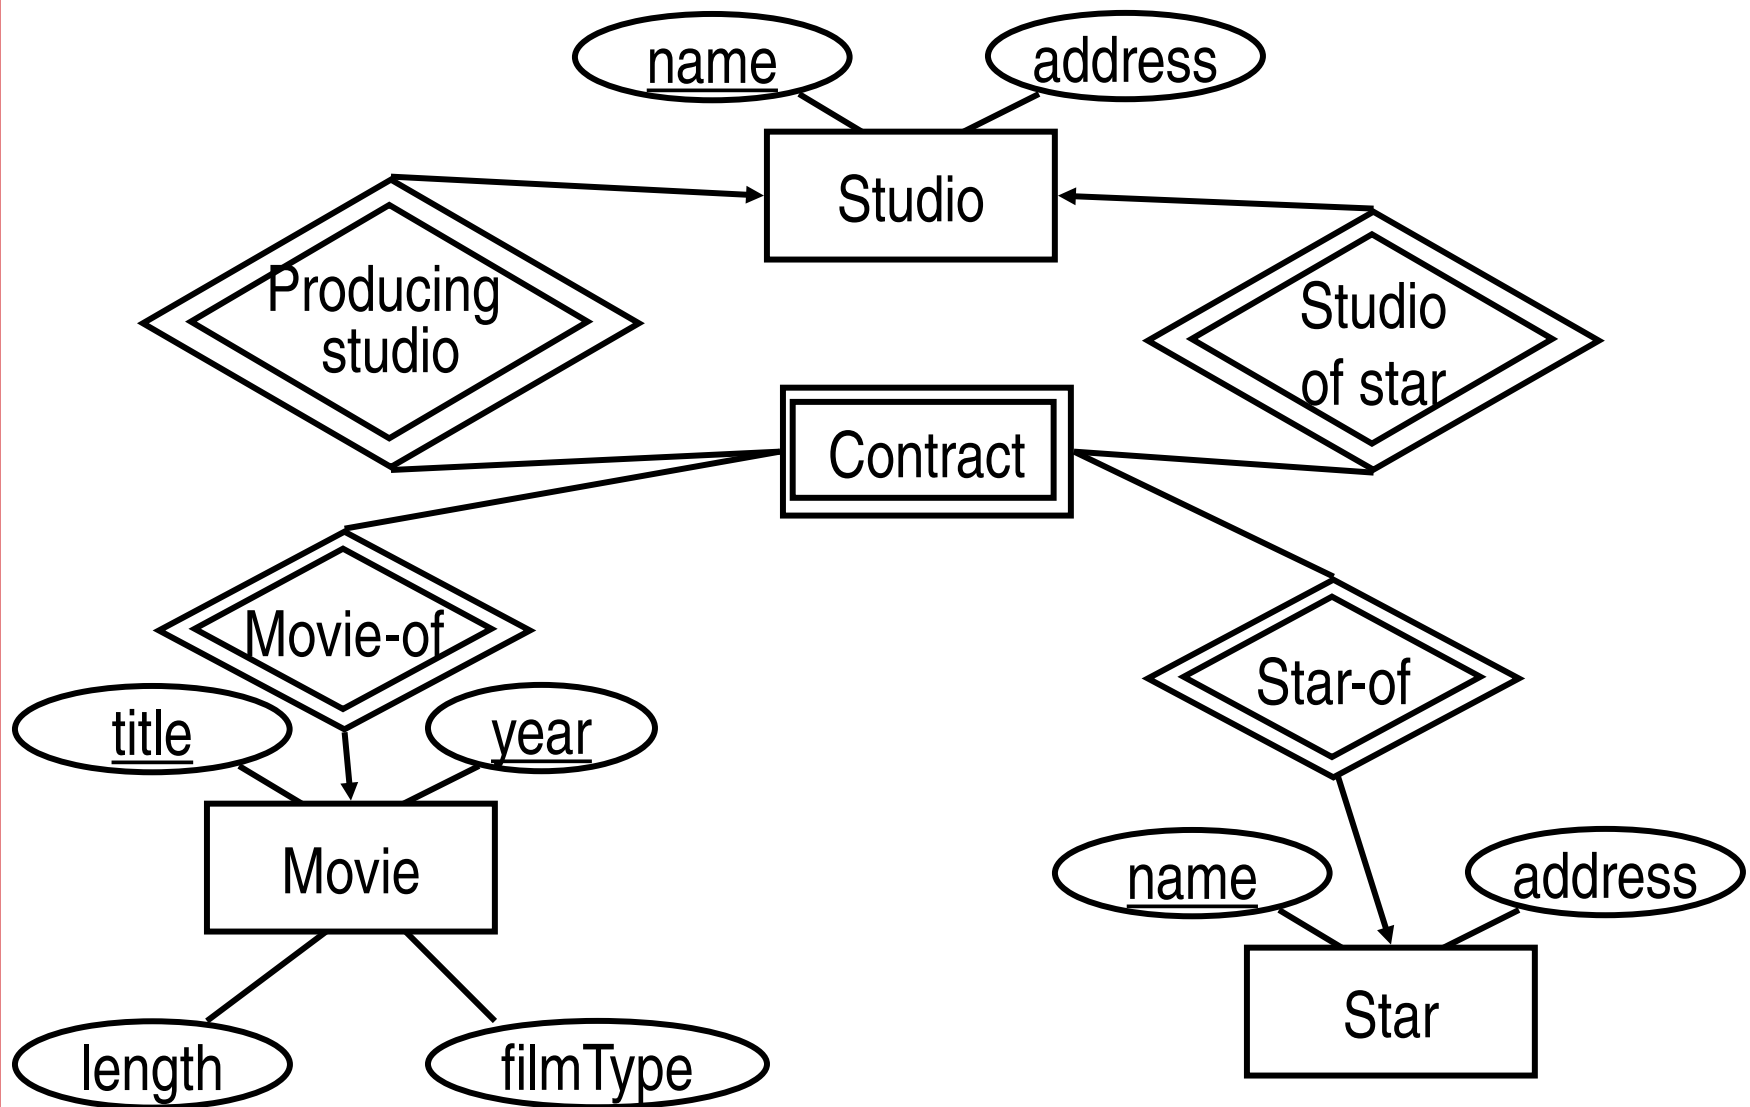 name
address
Studio
Producing
studio
Studio
of star
Contract
Movie-of
Star-of
title
year
Movie
name
address
Star
length
filmType